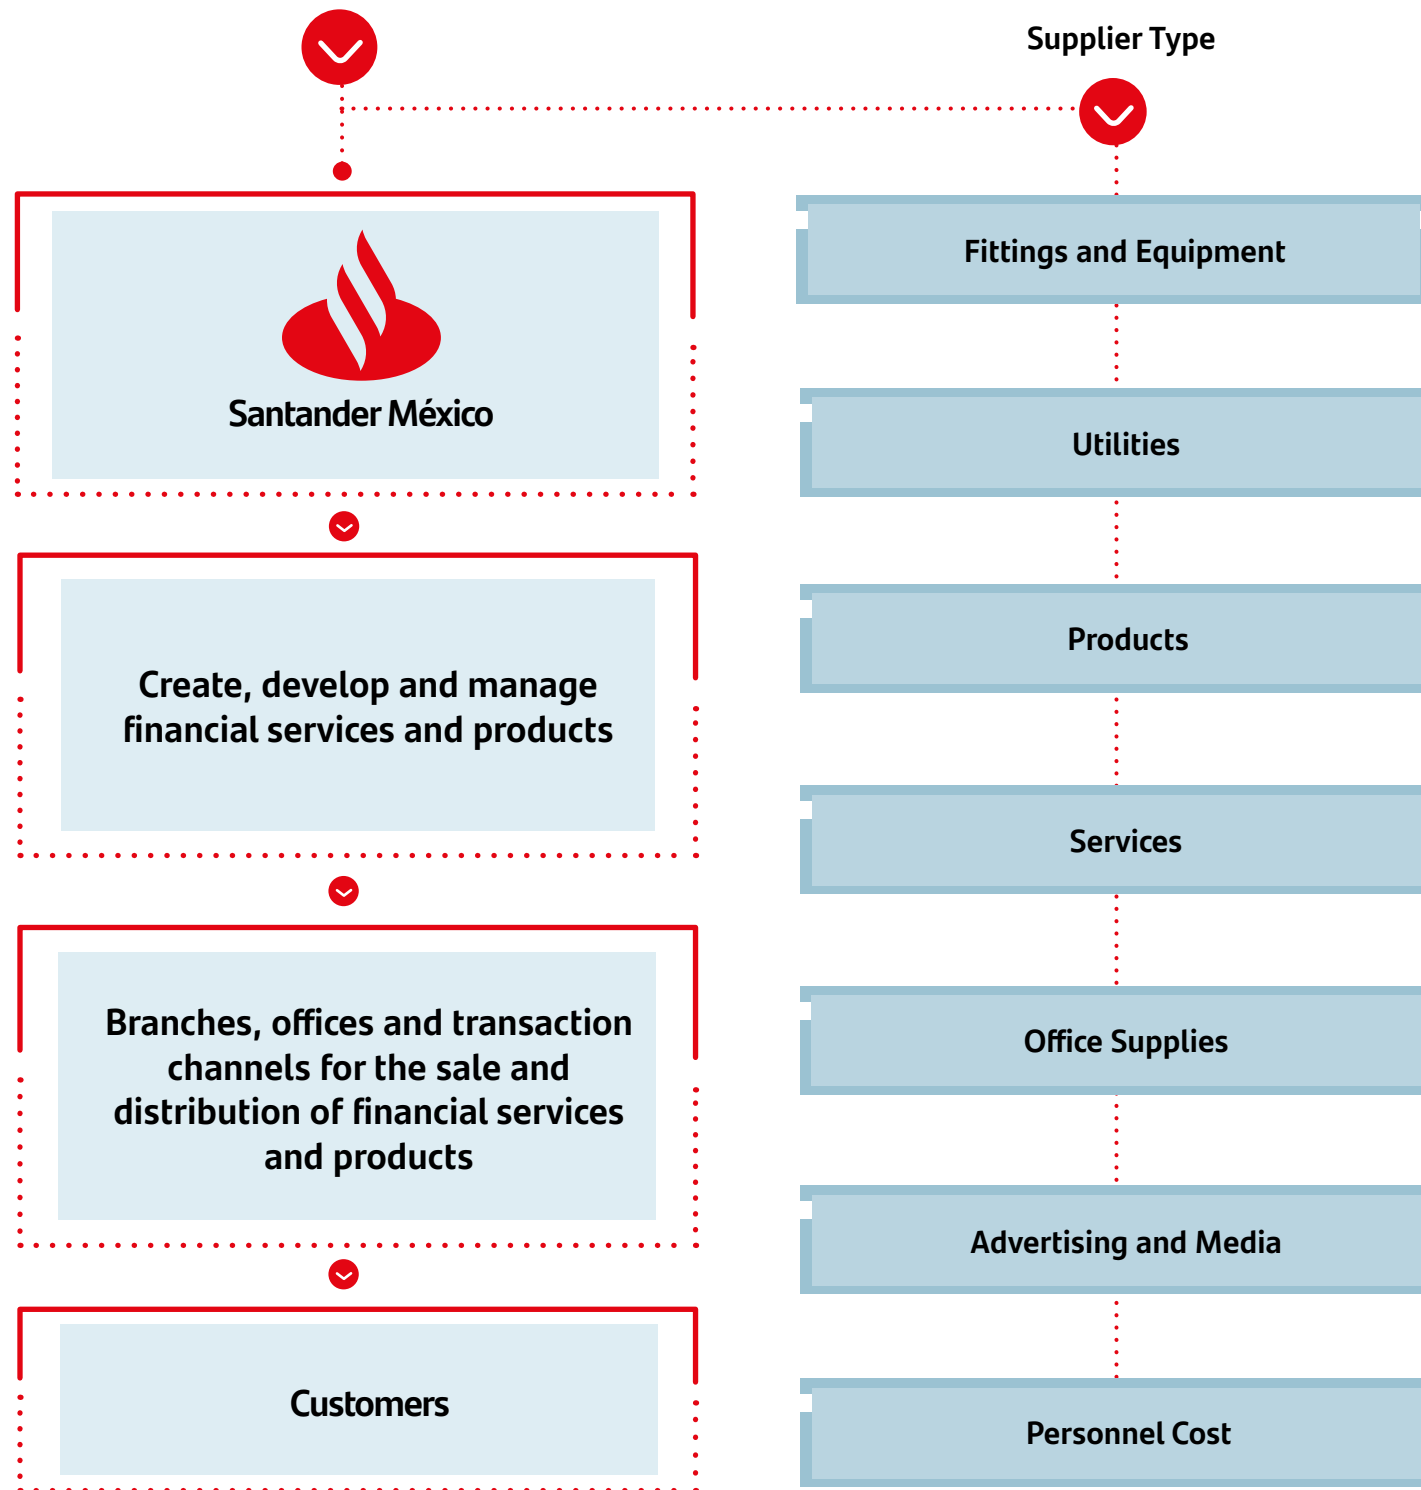 Supplier Type
Santander México
Create, develop and manage
financial services and products
Branches, offices and transaction
channels for the sale and
distribution of financial services
and products
Customers
Fittings and Equipment
Utilities
Products
Services
Office Supplies
Advertising and Media
Personnel Cost